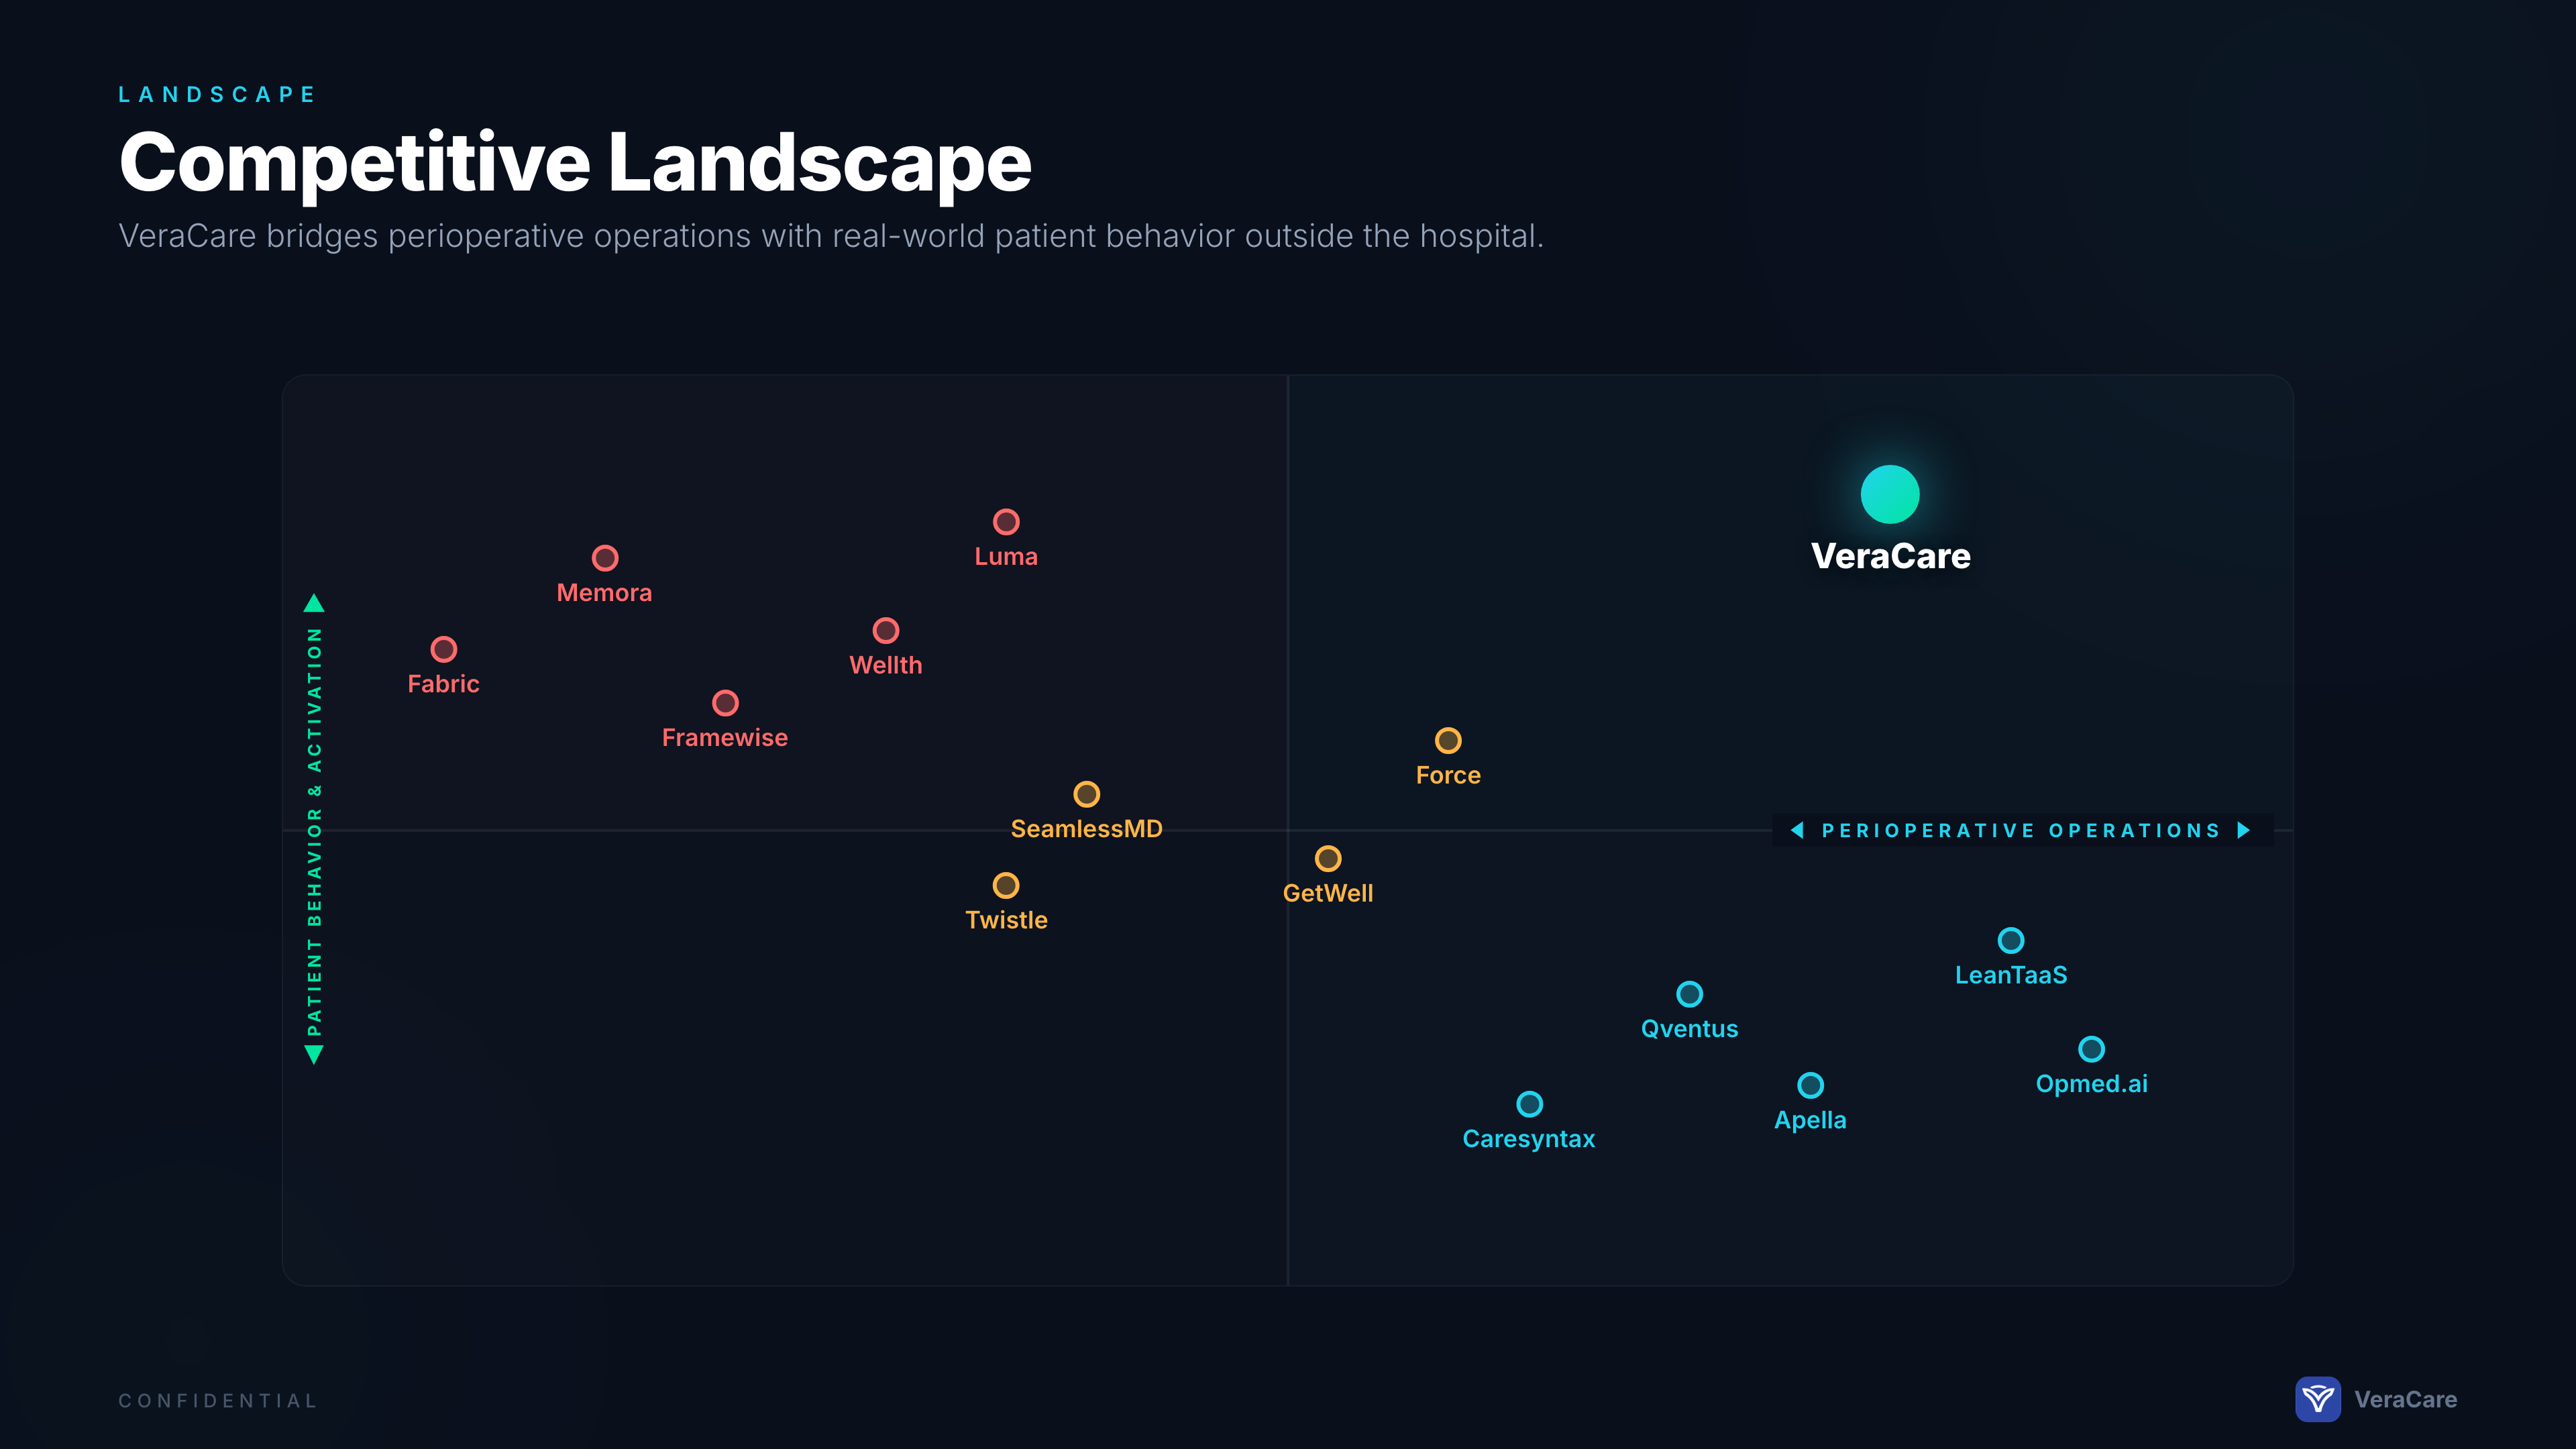 LANDSCAPE
Competitive Landscape
VeraCare bridges perioperative operations with real-world patient behavior outside the hospital.
VeraCare
Luma
Memora
Wellth
Fabric
Framewise
Force
SeamlessMD
PATIENT BEHAVIOR & ACTIVATION
PERIOPERATIVE OPERATIONS
GetWell
Twistle
LeanTaaS
Qventus
Opmed.ai
Apella
Caresyntax
CONFIDENTIAL
VeraCare